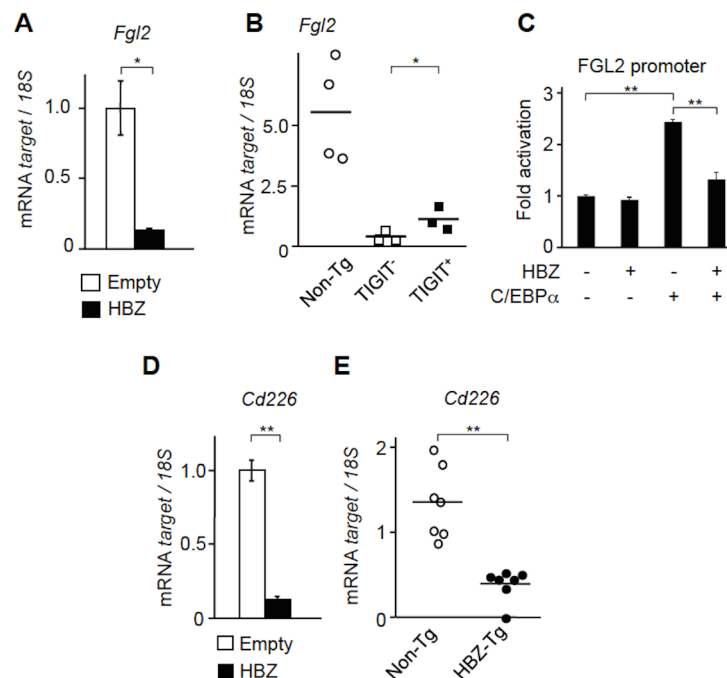 A
Fgl2
*
mRNA target / 18S
1.0
0.5
0
Empty
HBZ
B
Fgl2
*
mRNA target / 18S
5.0
2.5
0
Non-Tg
TIGIT-
TIGIT+
C
FGL2 promoter
**
**
Fold activation
3
2
1
0
HBZ - + - +
C/EBPα - - + +
D
Cd226
**
mRNA target / 18S
1.0
0.5
0
Empty
HBZ
E
Cd226
**
mRNA target / 18S
2
1
0
Non-Tg
HBZ-Tg